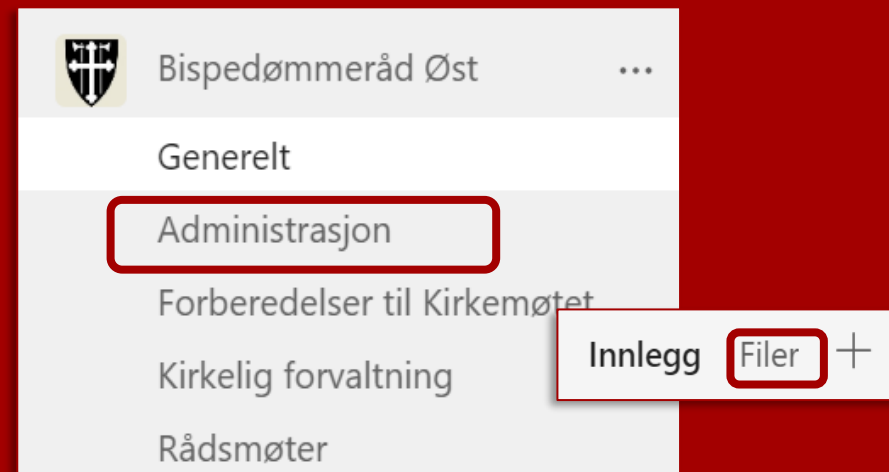 Bispedømmeråd Øst ...
Generelt
Administrasjon
Forberedelser til Kirkemøtet
Innlegg Filer +
Kirkelig forvaltning
Rådsmøter